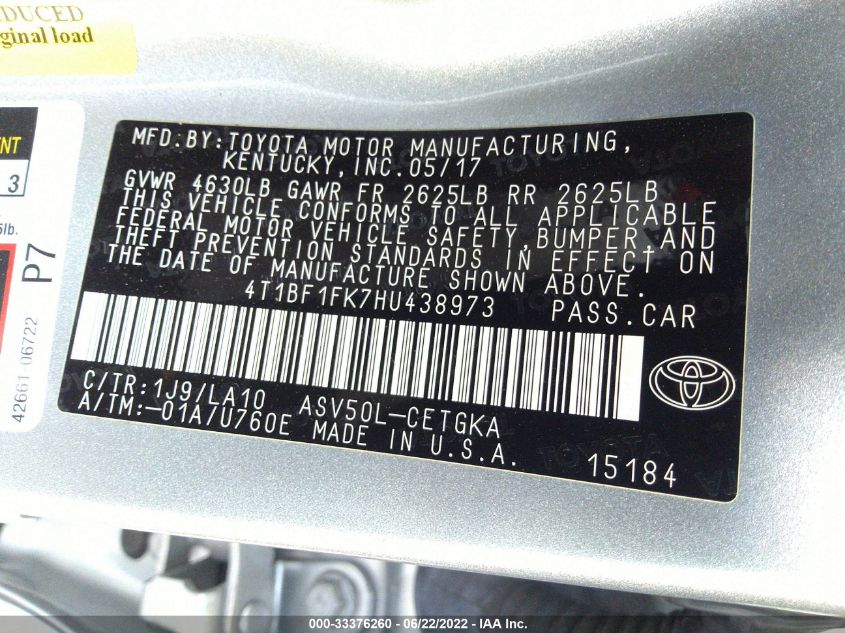 DUCED
ginal load
NT
3
5lb.
P7
42661 06722
MFD.BY:TOYOTA MOTOR MANUFACTURING,
KENTUCKY,INC.05/17
GVWR 4630LB GAWR FR 2625LB RR 2625LB
THIS VEHICLE CONFORMS TO ALL APPLICABLE
FEDERAL MOTOR VEHICLE SAFETY,BUMPER,AND
THEFT PREVENTION STANDARDS IN EFFECT ON
THE DATE OF MANUFACTURE SHOWN ABOVE.
4T1BF1FK7HU438973 PASS.CAR
C/TR:1J9/LA10 ASV50L-CETGKA
A/TM:-01A/U760E MADE IN U.S.A.
15184
000-33376260 - 06/22/2022 - IAA Inc.